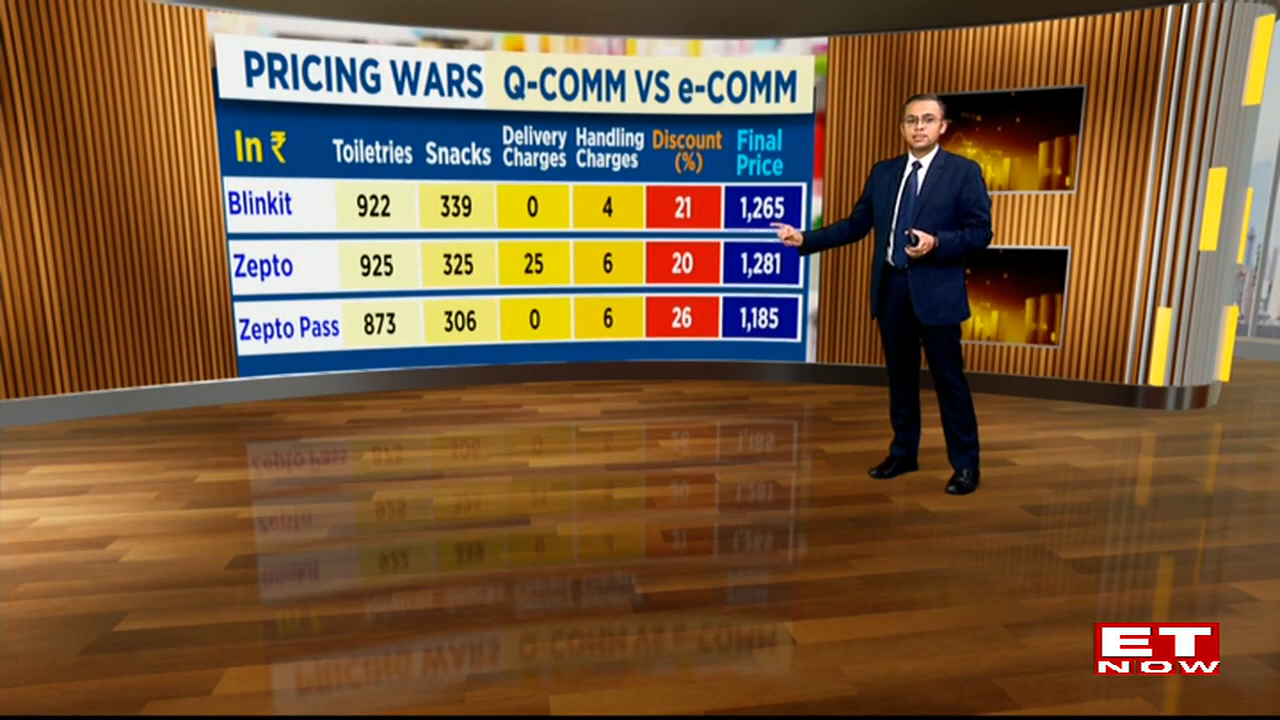 PRICING WARS Q-COMM VS e-COMM
In ₹ Toiletries Snacks Delivery Charges Handling Charges Discount (%) Final Price
Blinkit 922 339 0 4 21 1,265
Zepto 925 325 25 6 20 1,281
Zepto Pass 873 306 0 6 26 1,185
ET
NOW